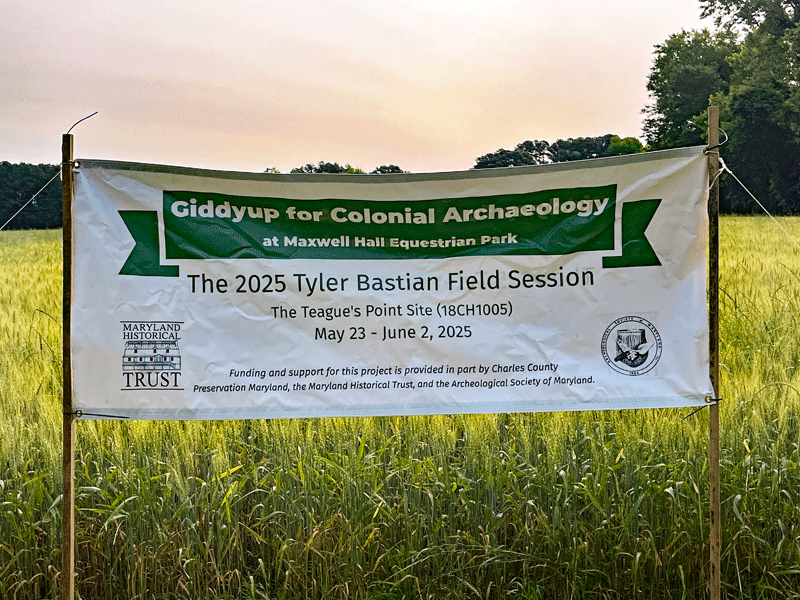 Giddyup for Colonial Archaeology
at Maxwell Hall Equestrian Park
The 2025 Tyler Bastian Field Session
The Teague's Point Site (18CH1005)
May 23 - June 2, 2025
MARYLAND
HISTORICAL
TRUST
Funding and support for this project is provided in part by Charles County
Preservation Maryland, the Maryland Historical Trust, and the Archeological Society of Maryland.